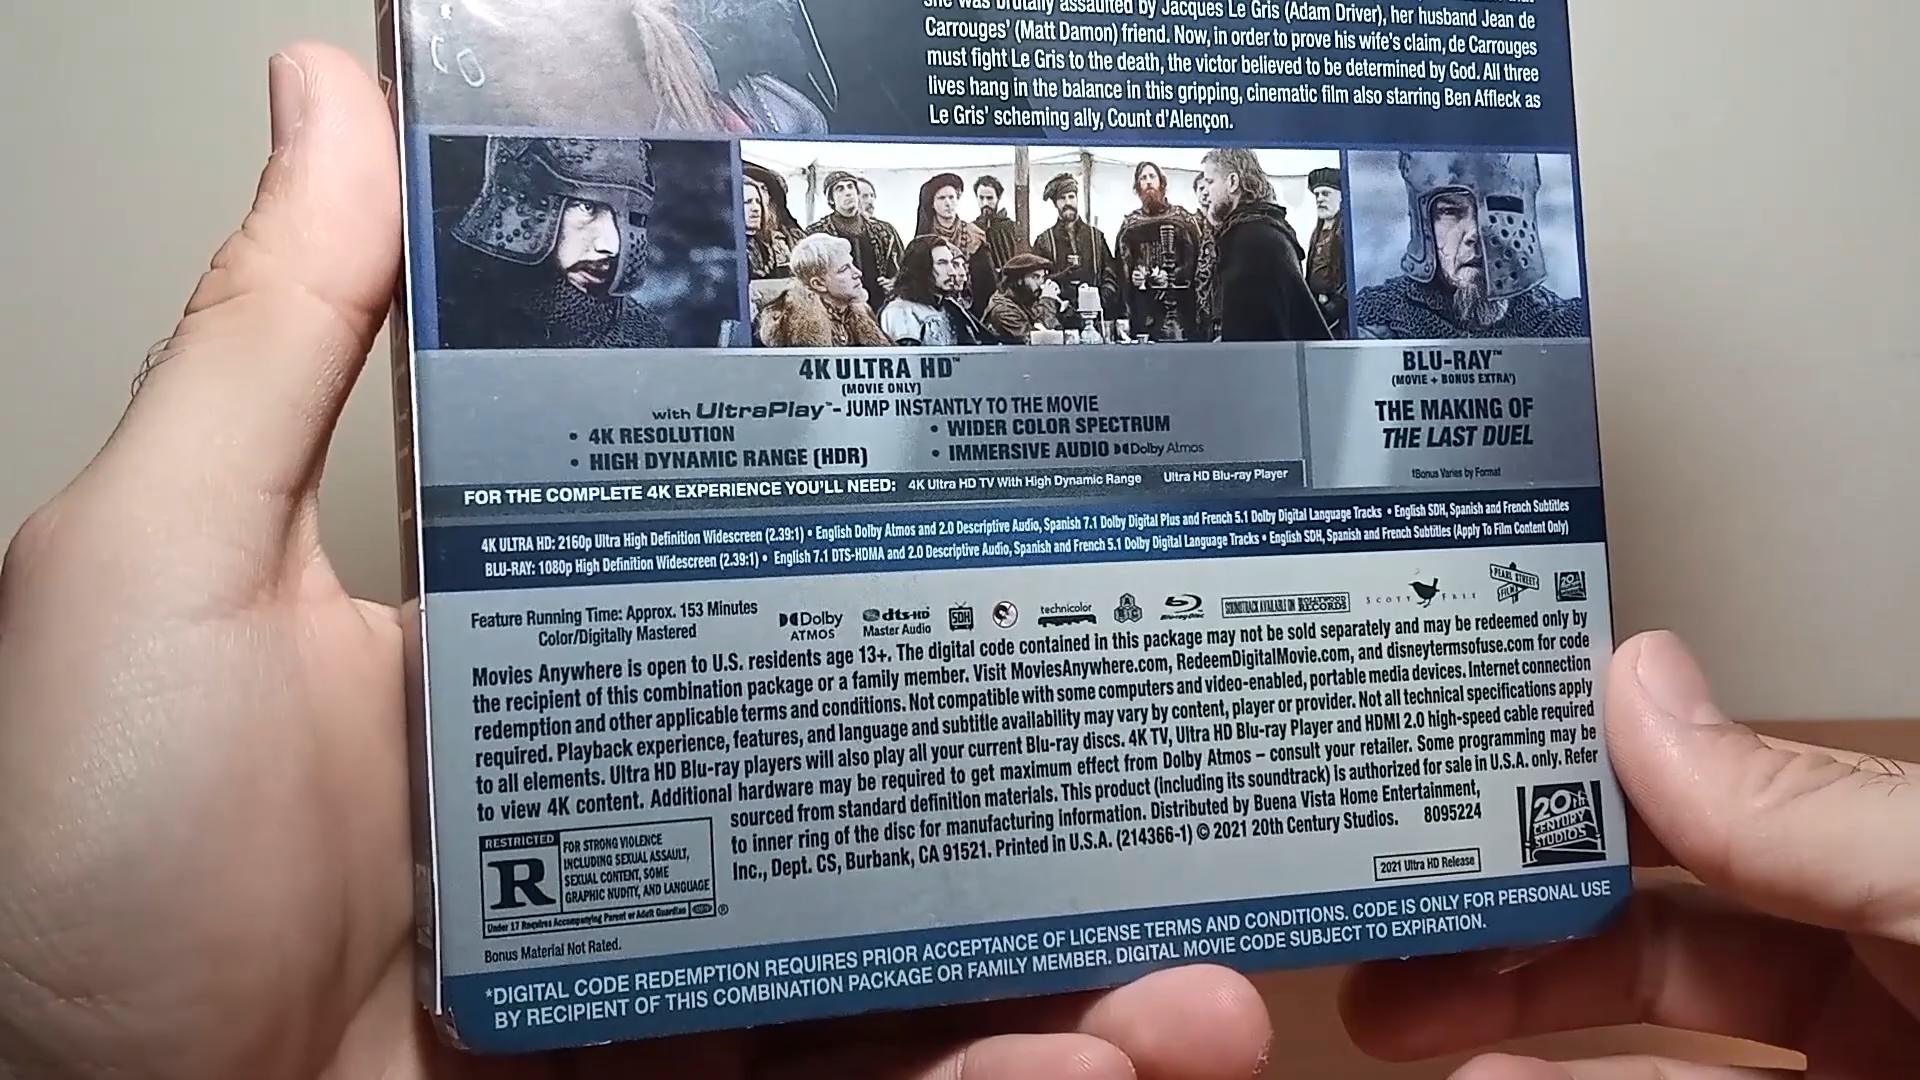 she was brutally assaulted by Jacques Le Gris (Adam Driver), her husband Jean de
Carrouges' (Matt Damon) friend. Now, in order to prove his wife's claim, de Carrouges
must fight Le Gris to the death, the victor believed to be determined by God. All three
lives hang in the balance in this gripping, cinematic film also starring Ben Affleck as
Le Gris' scheming ally, Count d'Alençon.
4K ULTRA HD™
(MOVIE ONLY)
with UltraPlay™ - JUMP INSTANTLY TO THE MOVIE
• 4K RESOLUTION
• WIDER COLOR SPECTRUM
• HIGH DYNAMIC RANGE (HDR)
• IMMERSIVE AUDIO Dolby Atmos
BLU-RAY™
(MOVIE + BONUS EXTRA†)
THE MAKING OF
THE LAST DUEL
†Bonus Varies by Format
FOR THE COMPLETE 4K EXPERIENCE YOU'LL NEED: 4K Ultra HD TV With High Dynamic Range Ultra HD Blu-ray Player
4K ULTRA HD: 2160p Ultra High Definition Widescreen (2.39:1) • English Dolby Atmos and 2.0 Descriptive Audio, Spanish 7.1 Dolby Digital Plus and French 5.1 Dolby Digital Language Tracks • English SDH, Spanish and French Subtitles
BLU-RAY: 1080p High Definition Widescreen (2.39:1) • English 7.1 DTS-HDMA and 2.0 Descriptive Audio, Spanish and French 5.1 Dolby Digital Language Tracks • English SDH, Spanish and French Subtitles (Apply To Film Content Only)
Feature Running Time: Approx. 153 Minutes
Color/Digitally Mastered
Dolby ATMOS
dts-HD Master Audio
SDH
technicolor
Blu-ray Disc
SOUNDTRACK AVAILABLE ON HOLLYWOOD RECORDS
SCOTT FREE
PEARL STREET FILMS
20th
Movies Anywhere is open to U.S. residents age 13+. The digital code contained in this package may not be sold separately and may be redeemed only by
the recipient of this combination package or a family member. Visit MoviesAnywhere.com, RedeemDigitalMovie.com, and disneytermsofuse.com for code
redemption and other applicable terms and conditions. Not compatible with some computers and video-enabled, portable media devices. Internet connection
required. Playback experience, features, and language and subtitle availability may vary by content, player or provider. Not all technical specifications apply
to all elements. Ultra HD Blu-ray players will also play all your current Blu-ray discs. 4K TV, Ultra HD Blu-ray Player and HDMI 2.0 high-speed cable required
to view 4K content. Additional hardware may be required to get maximum effect from Dolby Atmos – consult your retailer. Some programming may be
sourced from standard definition materials. This product (including its soundtrack) is authorized for sale in U.S.A. only. Refer
to inner ring of the disc for manufacturing information. Distributed by Buena Vista Home Entertainment,
Inc., Dept. CS, Burbank, CA 91521. Printed in U.S.A. (214366-1) © 2021 20th Century Studios. 8095224
RESTRICTED
R
FOR STRONG VIOLENCE
INCLUDING SEXUAL ASSAULT,
SEXUAL CONTENT, SOME
GRAPHIC NUDITY, AND LANGUAGE
Under 17 Requires Accompanying Parent or Adult Guardian ®
Bonus Material Not Rated.
2021 Ultra HD Release
20TH
CENTURY
STUDIOS
*DIGITAL CODE REDEMPTION REQUIRES PRIOR ACCEPTANCE OF LICENSE TERMS AND CONDITIONS. CODE IS ONLY FOR PERSONAL USE
BY RECIPIENT OF THIS COMBINATION PACKAGE OR FAMILY MEMBER. DIGITAL MOVIE CODE SUBJECT TO EXPIRATION.